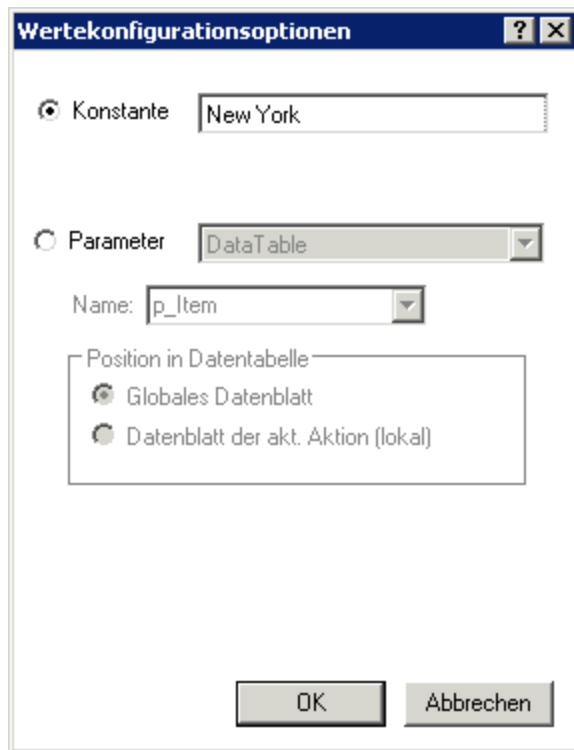 Wertekonfigurationsoptionen
Konstante New York
Parameter DataTable
Name: p_Item
Position in Datentabelle
Globales Datenblatt
Datenblatt der akt. Aktion (lokal)
OK Abbrechen